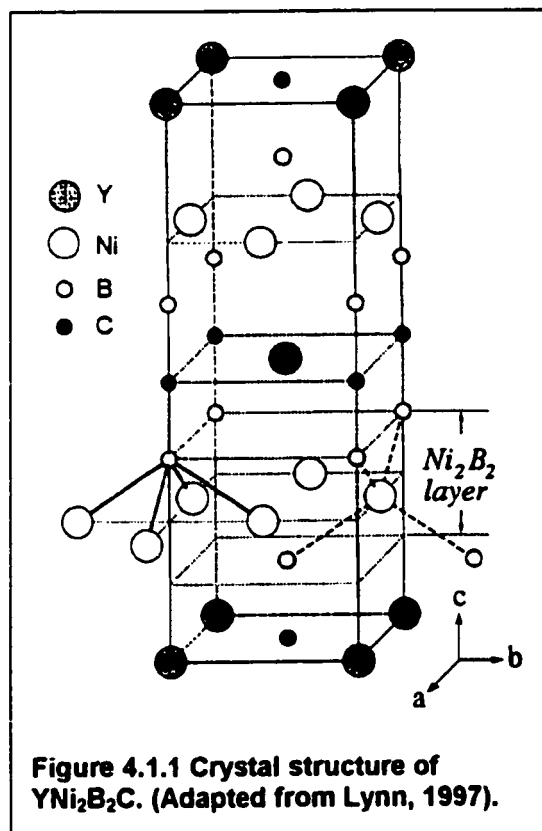 Y
Ni
B
C
Ni₂B₂
layer
c
b
a
Figure 4.1.1 Crystal structure of
YNi₂B₂C. (Adapted from Lynn, 1997).